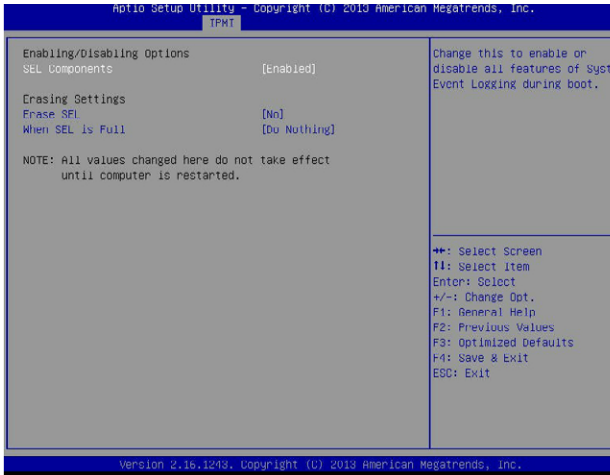 Aptio Setup Utility - Copyright (C) 2013 American Megatrends, Inc.
TPMT
Enabling/Disabling Options
SEL Components [Enabled]
Erasing Settings
Erase SEL [No]
When SEL is Full [Do Nothing]
NOTE: All values changed here do not take effect
until computer is restarted.
Change this to enable or
disable all features of Syst
Event Logging during boot.
→←: Select Screen
↑↓: Select Item
Enter: Select
+/-: Change Opt.
F1: General Help
F2: Previous Values
F3: Optimized Defaults
F4: Save & Exit
ESC: Exit
Version 2.16.1243. Copyright (C) 2013 American Megatrends, Inc.